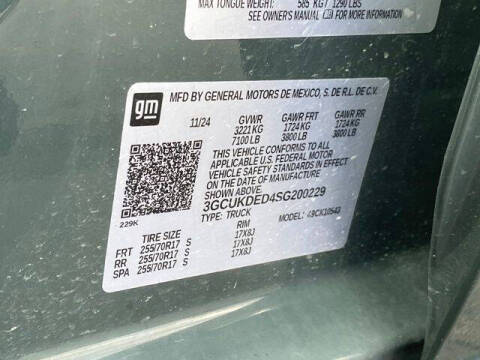 MAX TONGUE WEIGHT: 585 KG / 1290 LBS
SEE OWNER'S MANUAL FOR MORE INFORMATION.
gm
MFD BY GENERAL MOTORS DE MEXICO, S. DE R.L. DE C.V.
11/24 GVWR GAWR FRT GAWR RR
3221 KG 1724 KG 1724 KG
7100 LB 3800 LB 3800 LB
THIS VEHICLE CONFORMS TO ALL
APPLICABLE U.S. FEDERAL MOTOR
VEHICLE SAFETY STANDARDS IN EFFECT
ON THE DATE OF MANUFACTURE
SHOWN ABOVE.
3GCUKDED4SG200229
TYPE: TRUCK MODEL:
229K
TIRE SIZE RIM
FRT 255/70R17 S 17X8J
RR 255/70R17 S 17X8J
SPA 255/70R17 S 17X8J